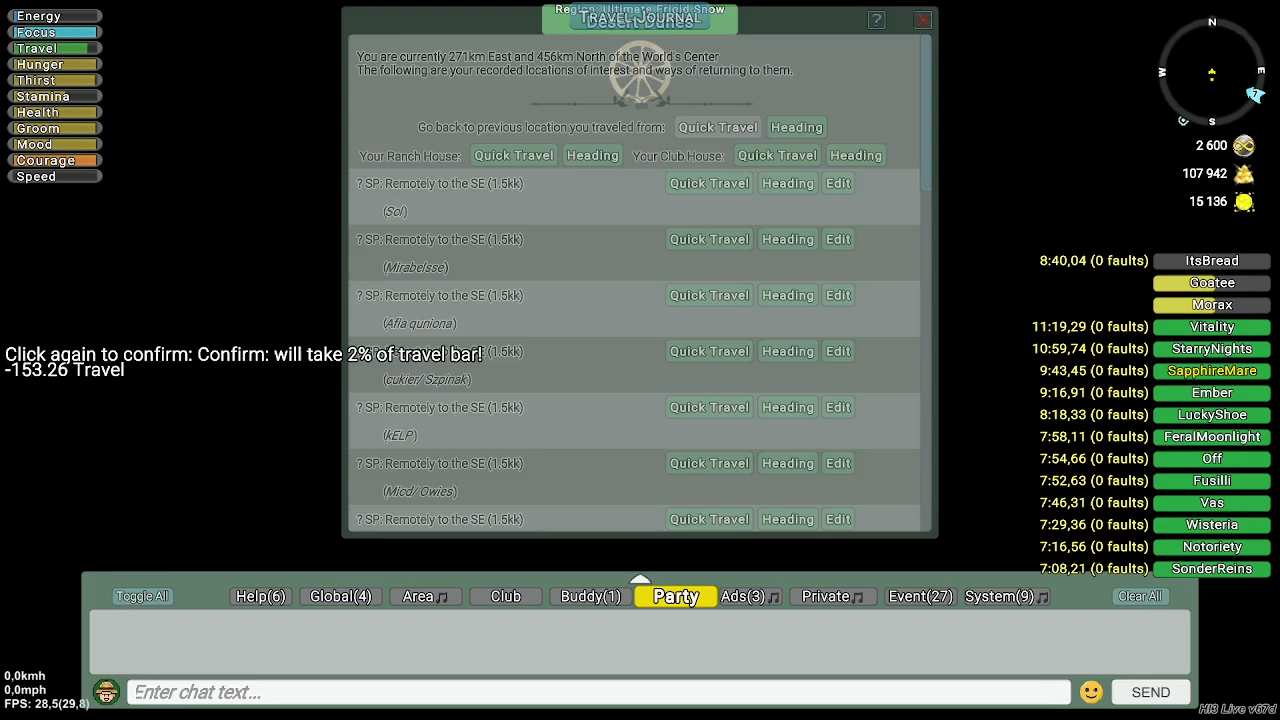 Energy
Focus
Travel
Hunger
Thirst
Stamina
Health
Groom
Mood
Courage
Speed
Region: Ultimate Frigid Snow
TRAVEL JOURNAL
Desert Dunes
?
You are currently 271km East and 456km North of the World's Center
The following are your recorded locations of interest and ways of returning to them.
Go back to previous location you traveled from: Quick Travel Heading
Your Ranch House: Quick Travel Heading Your Club House: Quick Travel Heading
? SP: Remotely to the SE (1.5kk) Quick Travel Heading Edit
(Sol)
? SP: Remotely to the SE (1.5kk) Quick Travel Heading Edit
(Mirabelsse)
? SP: Remotely to the SE (1.5kk) Quick Travel Heading Edit
(Afla quniona)
? SP: Remotely to the SE (1.5kk) Quick Travel Heading Edit
(cukier/ Szpinak)
? SP: Remotely to the SE (1.5kk) Quick Travel Heading Edit
(kELP)
? SP: Remotely to the SE (1.5kk) Quick Travel Heading Edit
(Miod/ Owies)
? SP: Remotely to the SE (1.5kk) Quick Travel Heading Edit
Click again to confirm: Confirm: will take 2% of travel bar!
-153.26 Travel
N
W E
7
S
2 600
107 942
15 136
8:40,04 (0 faults) ItsBread
Goatee
Morax
11:19,29 (0 faults) Vitality
10:59,74 (0 faults) StarryNights
9:43,45 (0 faults) SapphireMare
9:16,91 (0 faults) Ember
8:18,33 (0 faults) LuckyShoe
7:58,11 (0 faults) FeralMoonlight
7:54,66 (0 faults) Off
7:52,63 (0 faults) Fusilli
7:46,31 (0 faults) Vas
7:29,36 (0 faults) Wisteria
7:16,56 (0 faults) Notoriety
7:08,21 (0 faults) SonderReins
Toggle All Help(6) Global(4) Area Club Buddy(1) Party Ads(3) Private Event(27) System(9) Clear All
0,0kmh
0,0mph
FPS: 28,5(29,8)
Enter chat text... SEND
HI3 Live v67d